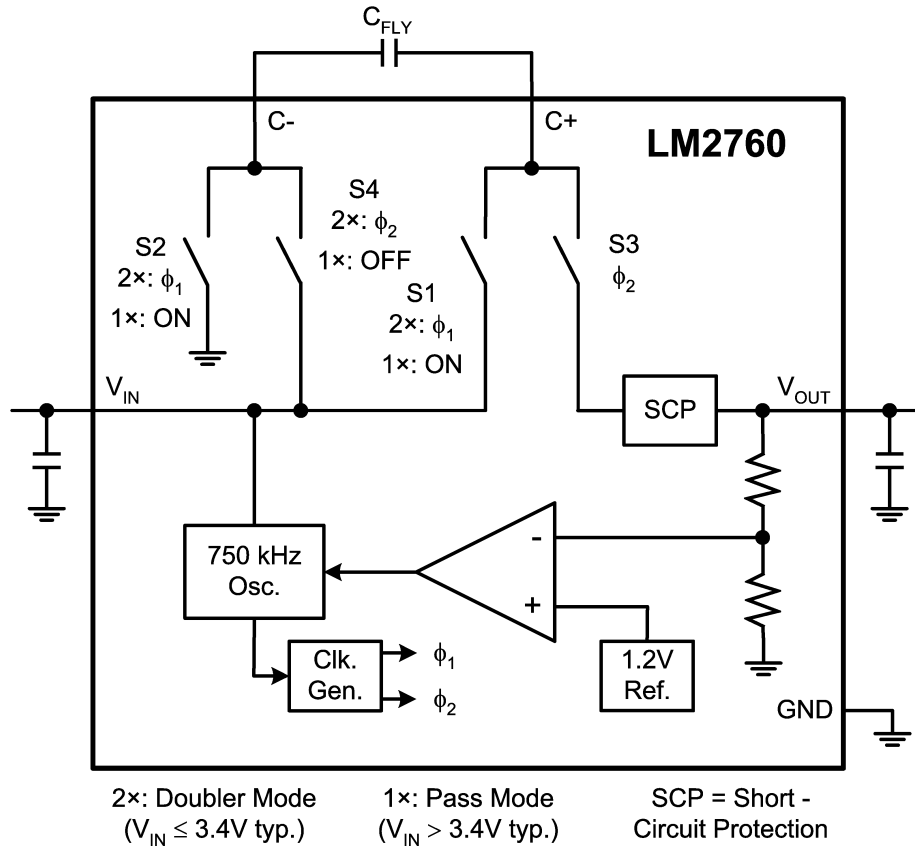 C_FLY
C- C+
LM2760
S4
2×: ϕ₂
1×: OFF
S2
2×: ϕ₁
1×: ON
S1
2×: ϕ₁
1×: ON
S3
ϕ₂
V_IN
SCP
V_OUT
750 kHz
Osc.
-
+
Clk.
Gen.
ϕ₁
ϕ₂
1.2V
Ref.
GND
2×: Doubler Mode
(V_IN ≤ 3.4V typ.)
1×: Pass Mode
(V_IN > 3.4V typ.)
SCP = Short -
Circuit Protection